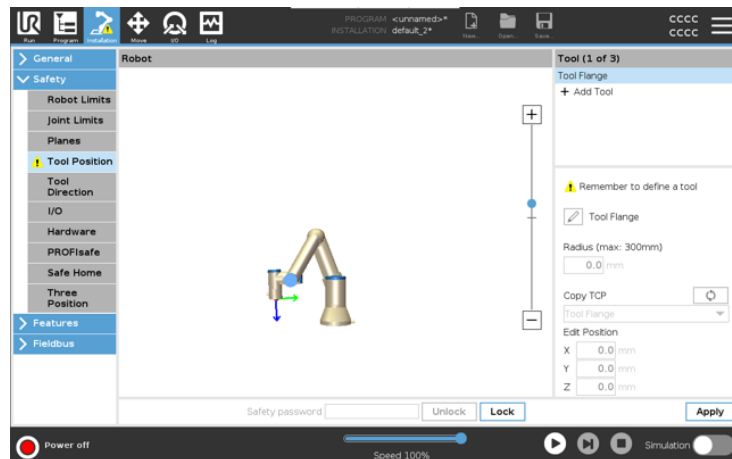 UR
Run
Program
Installation
Move
I/O
Log
PROGRAM <unnamed>*
INSTALLATION default_2*
New...
Open...
Save...
cccc
cccc
General
Safety
Robot Limits
Joint Limits
Planes
Tool Position
Tool
Direction
I/O
Hardware
PROFIsafe
Safe Home
Three
Position
Features
Fieldbus
Robot
Tool (1 of 3)
Tool Flange
+ Add Tool
Remember to define a tool
Tool Flange
Radius (max: 300mm)
0.0 mm
Copy TCP
Tool Flange
Edit Position
X 0.0 mm
Y 0.0 mm
Z 0.0 mm
Safety password
Unlock
Lock
Apply
Power off
Speed 100%
Simulation